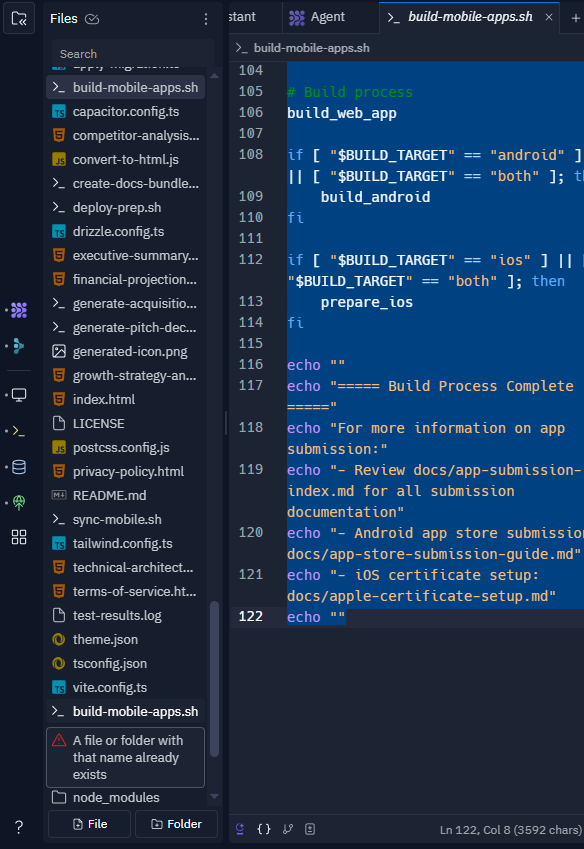 Files
Search
apply-migration.ts
build-mobile-apps.sh
capacitor.config.ts
competitor-analysis...
convert-to-html.js
create-docs-bundle...
deploy-prep.sh
drizzle.config.ts
executive-summary...
financial-projection...
generate-acquisitio...
generate-pitch-dec...
generated-icon.png
growth-strategy-an...
index.html
LICENSE
postcss.config.js
privacy-policy.html
README.md
sync-mobile.sh
tailwind.config.ts
technical-architect...
terms-of-service.ht...
test-results.log
theme.json
tsconfig.json
vite.config.ts
build-mobile-apps.sh
A file or folder with
that name already
exists
node_modules
File
Folder
stant
Agent
build-mobile-apps.sh
build-mobile-apps.sh
104
105 # Build process
106 build_web_app
107
108 if [ "$BUILD_TARGET" == "android" ]
|| [ "$BUILD_TARGET" == "both" ]; th
109 build_android
110 fi
111
112 if [ "$BUILD_TARGET" == "ios" ] || [
"$BUILD_TARGET" == "both" ]; then
113 prepare_ios
114 fi
115
116 echo ""
117 echo "===== Build Process Complete
====="
118 echo "For more information on app
submission:"
119 echo "- Review docs/app-submission-
index.md for all submission
documentation"
120 echo "- Android app store submission
docs/app-store-submission-guide.md"
121 echo "- iOS certificate setup:
docs/apple-certificate-setup.md"
122 echo ""
Ln 122, Col 8 (3592 chars)